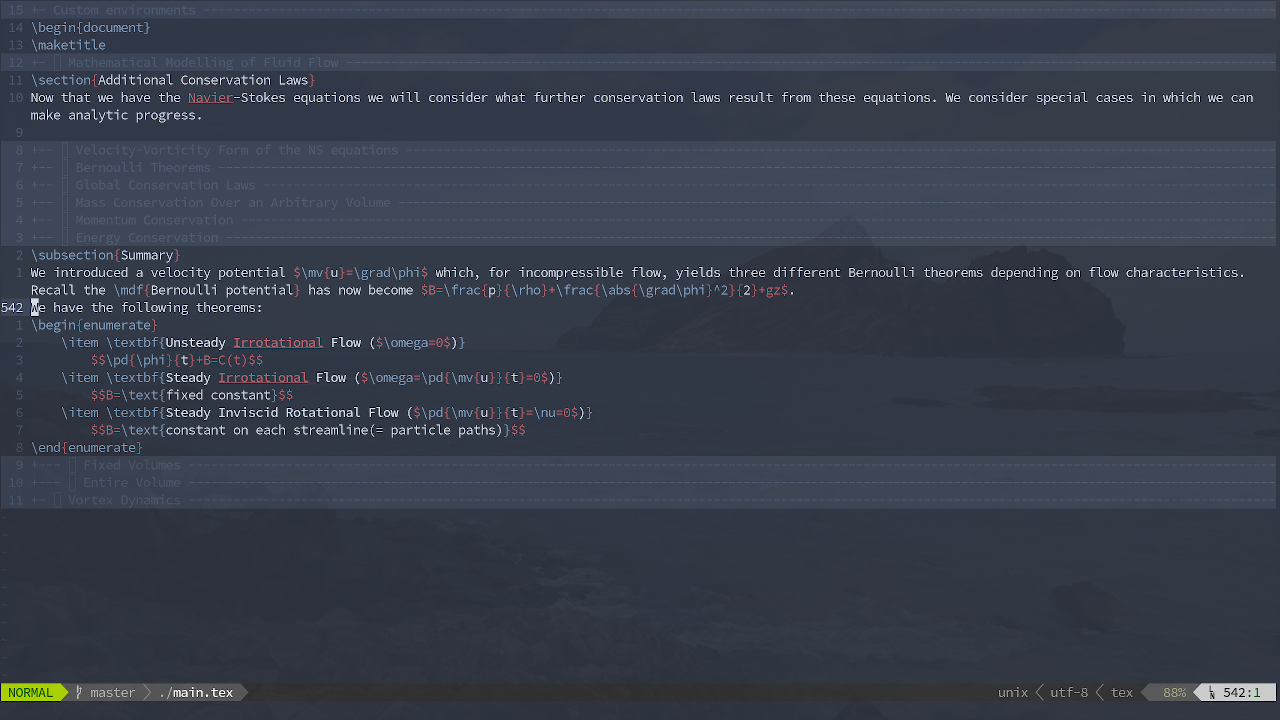 15 +- Custom environments
14 \begin{document}
13 \maketitle
12 +- Mathematical Modelling of Fluid Flow
11 \section{Additional Conservation Laws}
10 Now that we have the Navier-Stokes equations we will consider what further conservation laws result from these equations. We consider special cases in which we can
make analytic progress.
9
8 +-- Velocity-Vorticity Form of the NS equations
7 +-- Bernoulli Theorems
6 +-- Global Conservation Laws
5 +-- Mass Conservation Over an Arbitrary Volume
4 +-- Momentum Conservation
3 +-- Energy Conservation
2 \subsection{Summary}
1 We introduced a velocity potential $\mv{u}=\grad\phi$ which, for incompressible flow, yields three different Bernoulli theorems depending on flow characteristics.
Recall the \mdf{Bernoulli potential} has now become $B=\frac{p}{\rho}+\frac{\abs{\grad\phi}^2}{2}+gz$.
542 We have the following theorems:
1 \begin{enumerate}
2 \item \textbf{Unsteady Irrotational Flow ($\omega=0$)}
3 $$\pd{\phi}{t}+B=C(t)$$
4 \item \textbf{Steady Irrotational Flow ($\omega=\pd{\mv{u}}{t}=0$)}
5 $$B=\text{fixed constant}$$
6 \item \textbf{Steady Inviscid Rotational Flow ($\pd{\mv{u}}{t}=\nu=0$)}
7 $$B=\text{constant on each streamline(= particle paths)}$$
8 \end{enumerate}
9 +--- Fixed Volumes
10 +--- Entire Volume
11 +- Vortex Dynamics
NORMAL master ./main.tex unix utf-8 tex 88% 542:1